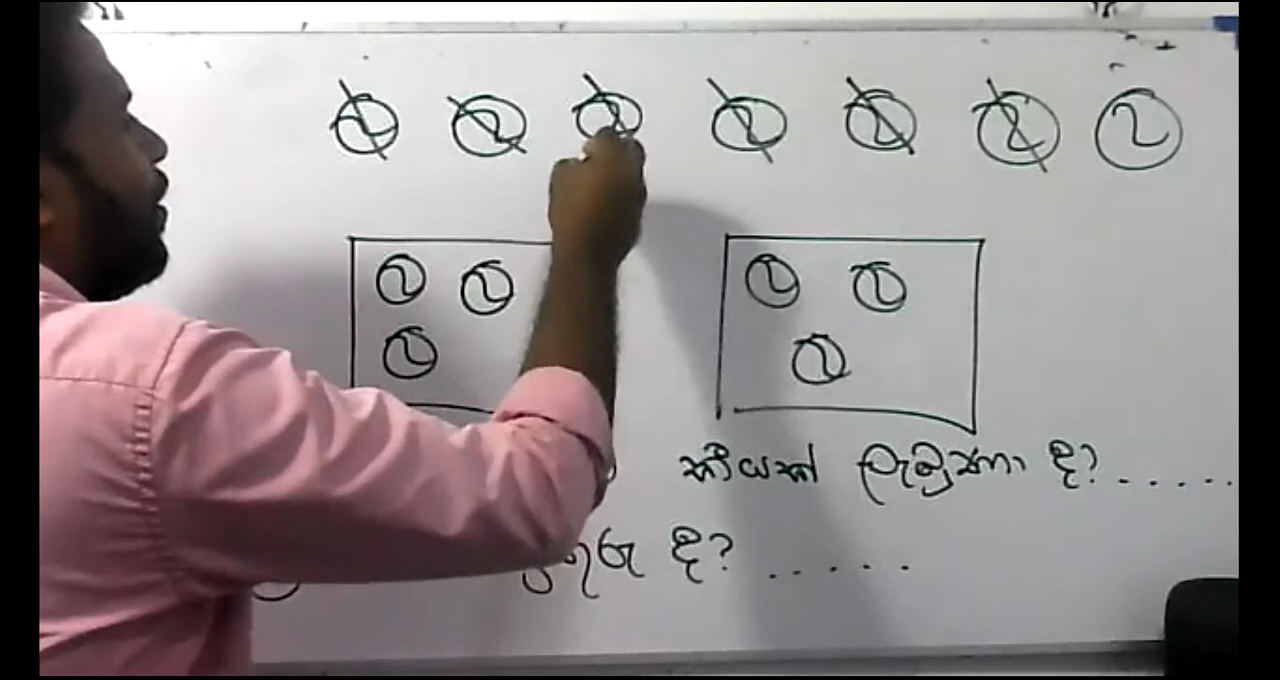 කීයක් ලැබුණා ද? ......
ඉතුරු ද? .....